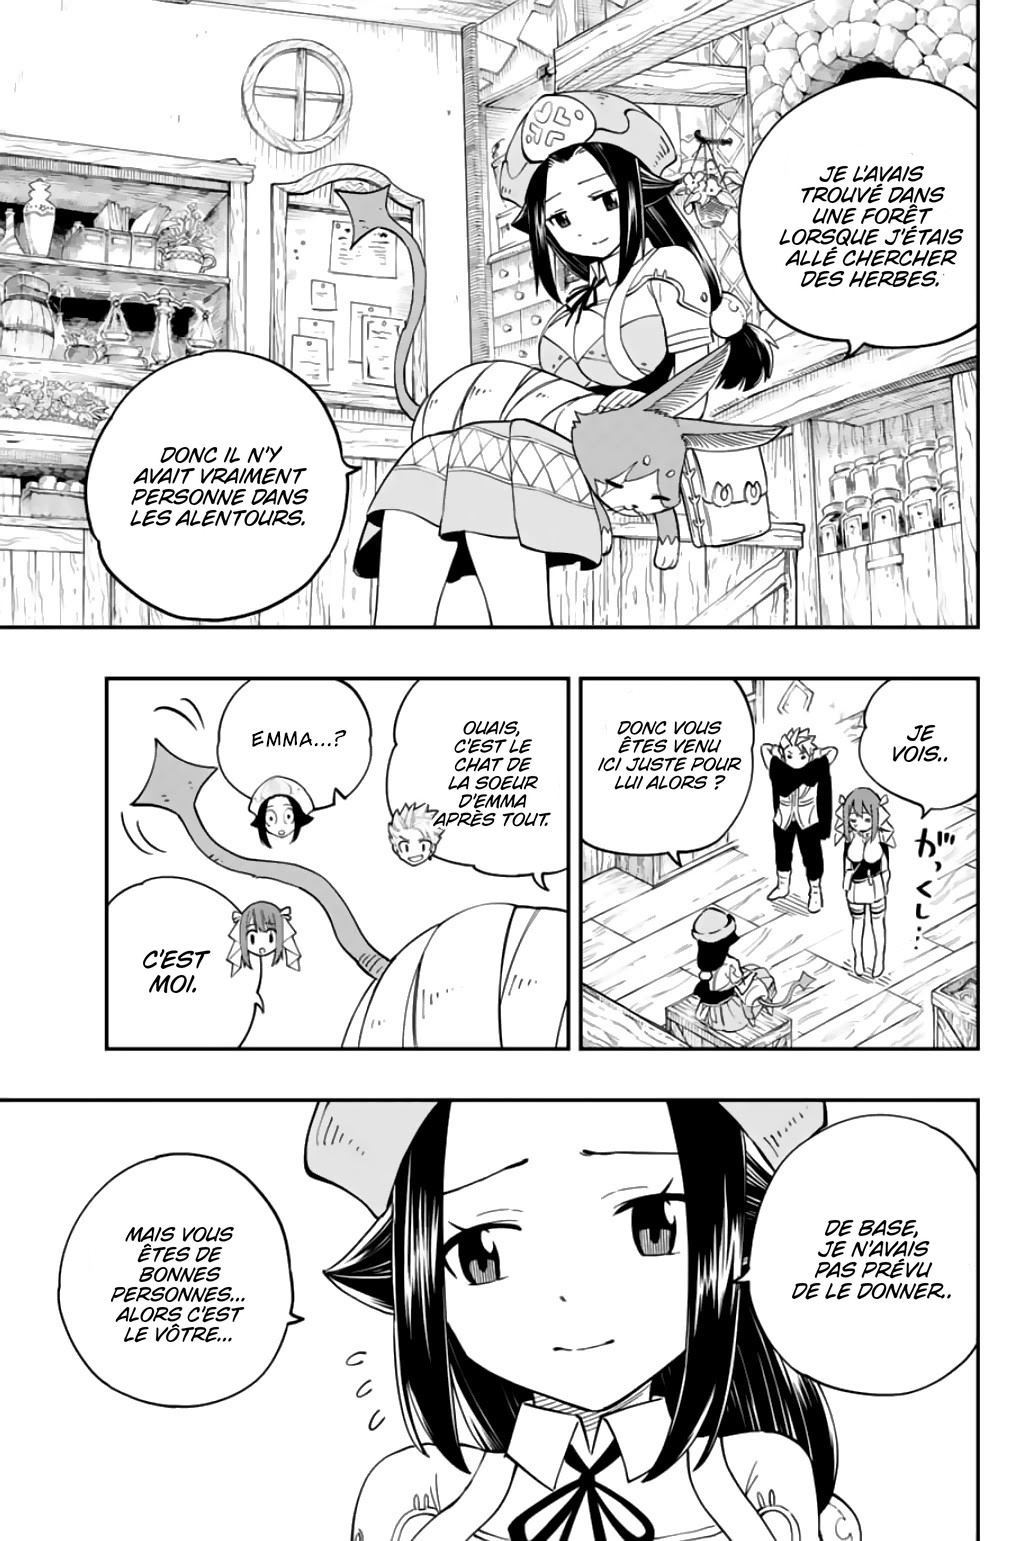 JE L'AVAIS
TROUVÉ DANS
UNE FORÊT
LORSQUE J'ÉTAIS
ALLÉ CHERCHER
DES HERBES.
DONC IL N'Y
AVAIT VRAIMENT
PERSONNE DANS
LES ALENTOURS.
JE
VOIS..
DONC VOUS
ÊTES VENU
ICI JUSTE POUR
LUI ALORS ?
がっくし…
OUAIS,
C'EST LE
CHAT DE
LA SOEUR
D'EMMA
APRÈS TOUT.
EMMA...?
C'EST
MOI.
DE BASE,
JE N'AVAIS
PAS PRÉVU
DE LE DONNER..
MAIS VOUS
ÊTES DE
BONNES
PERSONNES...
ALORS C'EST
LE VÔTRE...